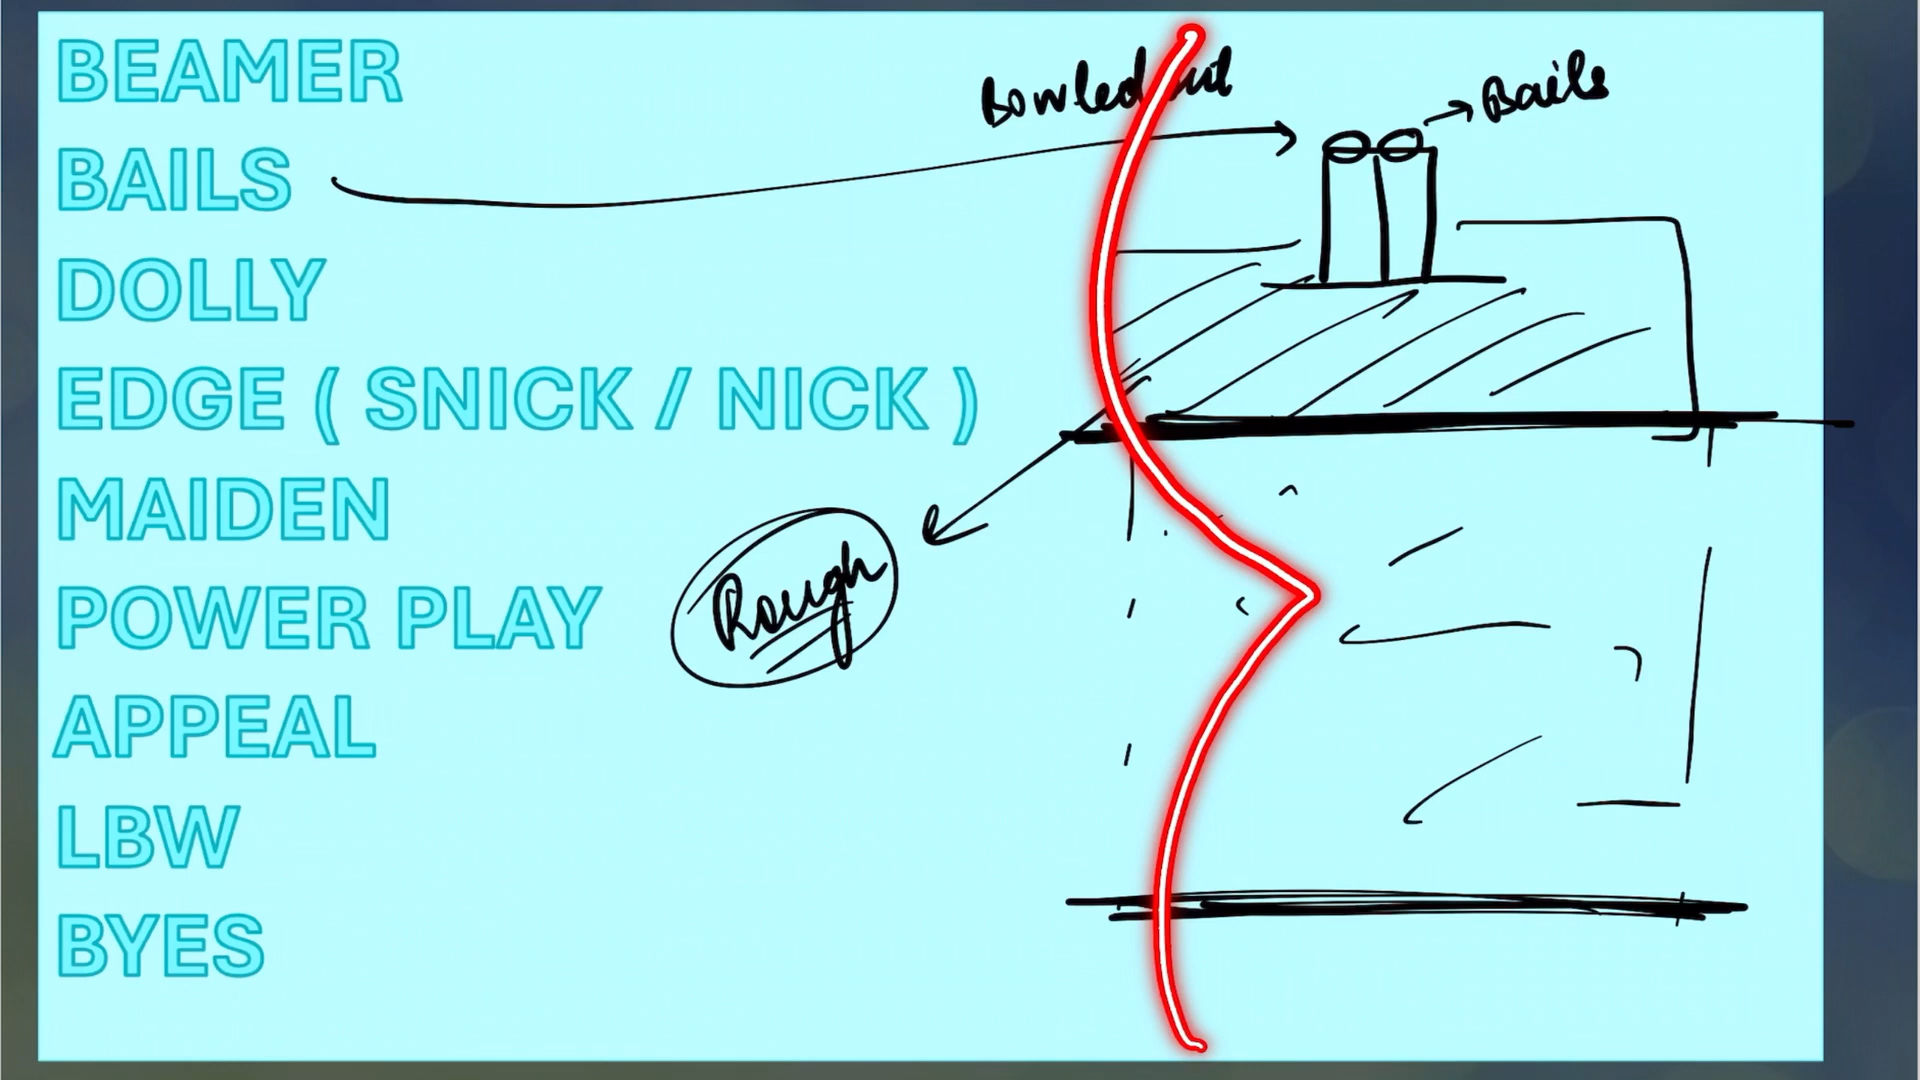 BEAMER
BAILS
DOLLY
EDGE ( SNICK / NICK )
MAIDEN
POWER PLAY
APPEAL
LBW
BYES
Bowled out
Bails
Rough